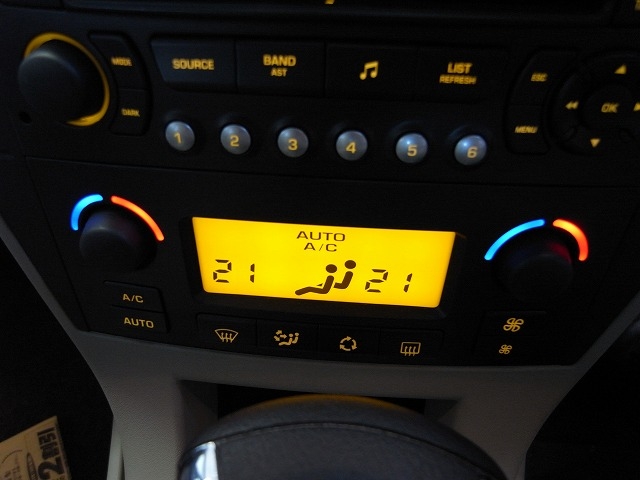 MODE
SOURCE
BAND
AST
LIST
REFRESH
ESC
DARK
MENU
OK
1
2
3
4
5
6
AUTO
A/C
21
21
A/C
AUTO